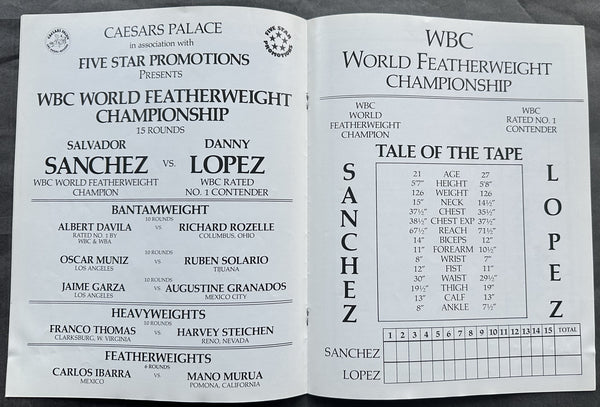 CAESARS PALACE
in association with
FIVE STAR PROMOTIONS
PRESENTS
WBC WORLD FEATHERWEIGHT
CHAMPIONSHIP
15 ROUNDS
SALVADOR DANNY
SANCHEZ VS. LOPEZ
WBC WORLD FEATHERWEIGHT WBC RATED
CHAMPION NO. 1 CONTENDER
BANTAMWEIGHT
10 ROUNDS
ALBERT DAVILA VS. RICHARD ROZELLE
RATED NO. 1 BY COLUMBUS, OHIO
WBC & WBA
10 ROUNDS
OSCAR MUNIZ VS. RUBEN SOLARIO
LOS ANGELES TIJUANA
10 ROUNDS
JAIME GARZA VS. AUGUSTINE GRANADOS
LOS ANGELES MEXICO CITY
HEAVYWEIGHTS
10 ROUNDS
FRANCO THOMAS VS. HARVEY STEICHEN
CLARKSBURG, W. VIRGINIA RENO, NEVADA
FEATHERWEIGHTS
6 ROUNDS
CARLOS IBARRA VS. MANO MURUA
MEXICO POMONA, CALIFORNIA
FIVE STAR
PROMOTIONS
WBC
WORLD FEATHERWEIGHT
CHAMPIONSHIP
WBC
WORLD
FEATHERWEIGHT
CHAMPION
WBC
RATED NO. 1
CONTENDER
TALE OF THE TAPE
SANCHEZ
21 AGE 27
5'7" HEIGHT 5'8"
126 WEIGHT 126
15" NECK 14½"
37½" CHEST 35½"
38½" CHEST EXP 37½"
67½" REACH 71½"
14" BICEPS 12"
11" FOREARM 10½"
8" WRIST 7"
12" FIST 11"
30" WAIST 29½"
19½" THIGH 19"
13" CALF 13"
8" ANKLE 7½"
LOPEZ
1 2 3 4 5 6 7 8 9 10 11 12 13 14 15 TOTAL
SANCHEZ
LOPEZ